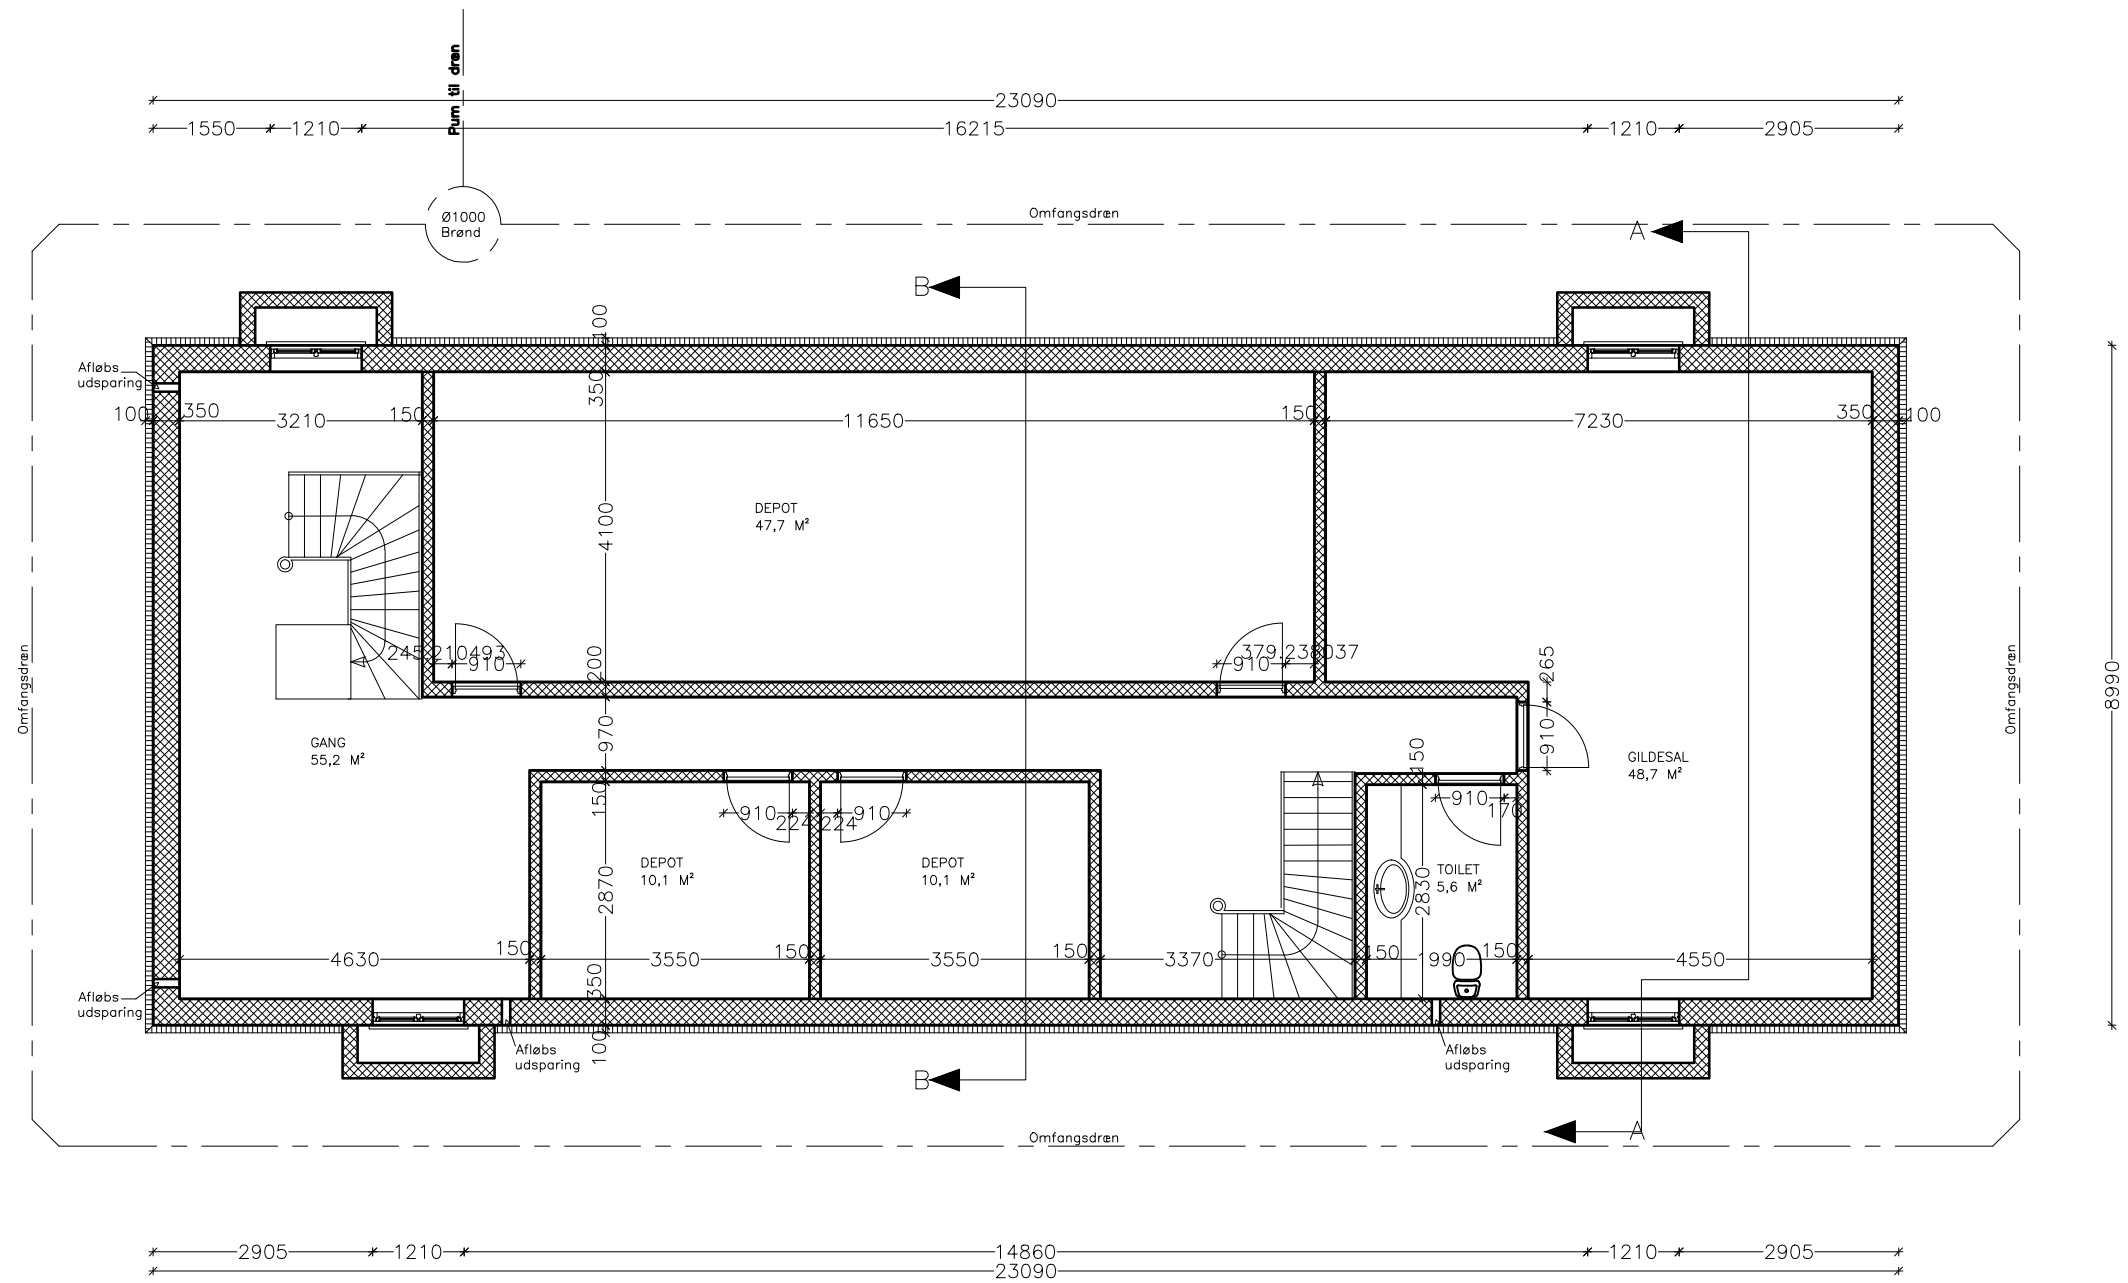 Pum til dræn
23090
1550
1210
16215
1210
2905
Ø1000
Brønd
Omfangsdræn
A
B
100
Afløbs
udsparing
350
100
350
3210
150
11650
150
7230
350
100
4100
DEPOT
47,7 M²
245.210493
910
200
379.238037
910
265
Omfangsdræn
Omfangsdræn
8990
970
GANG
55,2 M²
910
150
GILDESAL
48,7 M²
150
910
224
224
910
910
170
DEPOT
10,1 M²
DEPOT
10,1 M²
TOILET
5,6 M²
2870
2830
4630
150
3550
150
3550
150
3370
150
1990
150
4550
350
Afløbs
udsparing
100
Afløbs
udsparing
Afløbs
udsparing
B
A
Omfangsdræn
2905
1210
14860
1210
2905
23090